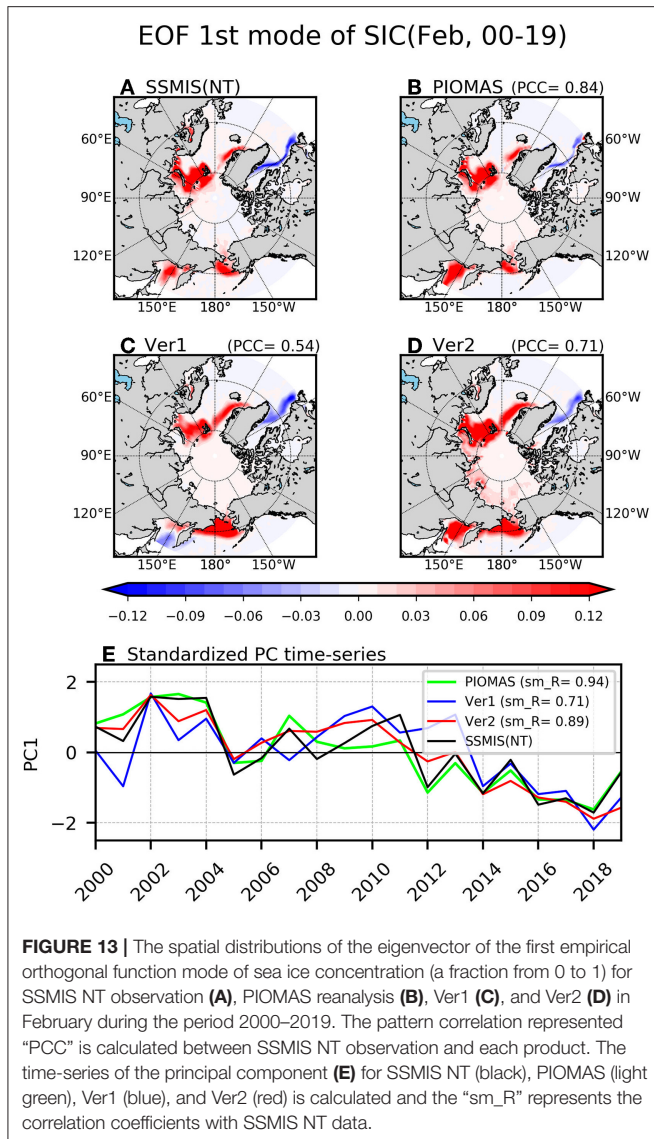 EOF 1st mode of SIC(Feb, 00-19)
A SSMIS(NT)
B PIOMAS (PCC= 0.84)
60°E
60°W
90°E
90°W
120°E
120°W
150°E 180° 150°W
150°E 180° 150°W
C Ver1 (PCC= 0.54)
D Ver2 (PCC= 0.71)
60°E
60°W
90°E
90°W
120°E
120°W
150°E 180° 150°W
150°E 180° 150°W
−0.12 −0.09 −0.06 −0.03 0.00 0.03 0.06 0.09 0.12
E Standardized PC time-series
PC1
2
0
−2
PIOMAS (sm_R= 0.94)
Ver1 (sm_R= 0.71)
Ver2 (sm_R= 0.89)
SSMIS(NT)
2000 2002 2004 2006 2008 2010 2012 2014 2016 2018
FIGURE 13 | The spatial distributions of the eigenvector of the first empirical
orthogonal function mode of sea ice concentration (a fraction from 0 to 1) for
SSMIS NT observation (A), PIOMAS reanalysis (B), Ver1 (C), and Ver2 (D) in
February during the period 2000–2019. The pattern correlation represented
“PCC” is calculated between SSMIS NT observation and each product. The
time-series of the principal component (E) for SSMIS NT (black), PIOMAS (light
green), Ver1 (blue), and Ver2 (red) is calculated and the “sm_R” represents the
correlation coefficients with SSMIS NT data.